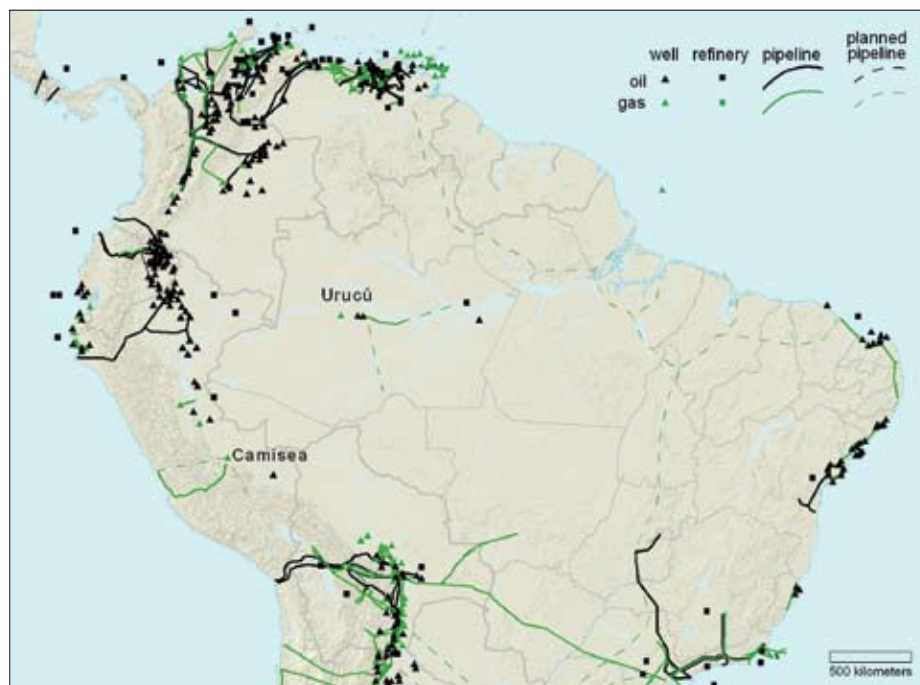 well refinery pipeline planned pipeline
oil
gas
Urucú
Camisea
500 kilometers